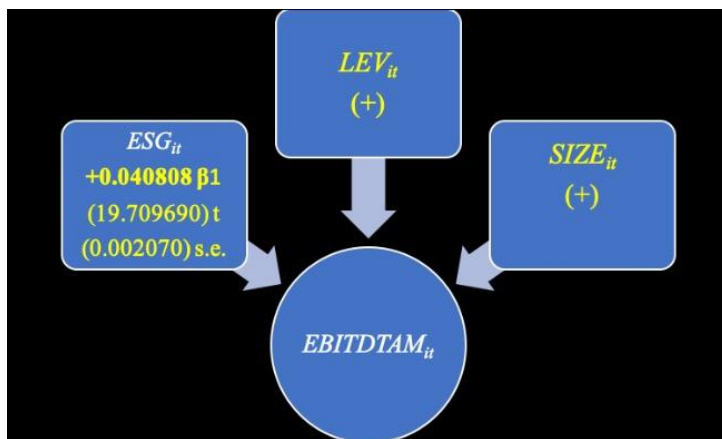 LEV_it
(+)
ESG_it
+0.040808 β1
(19.709690) t
(0.002070) s.e.
SIZE_it
(+)
EBITDTAM_it